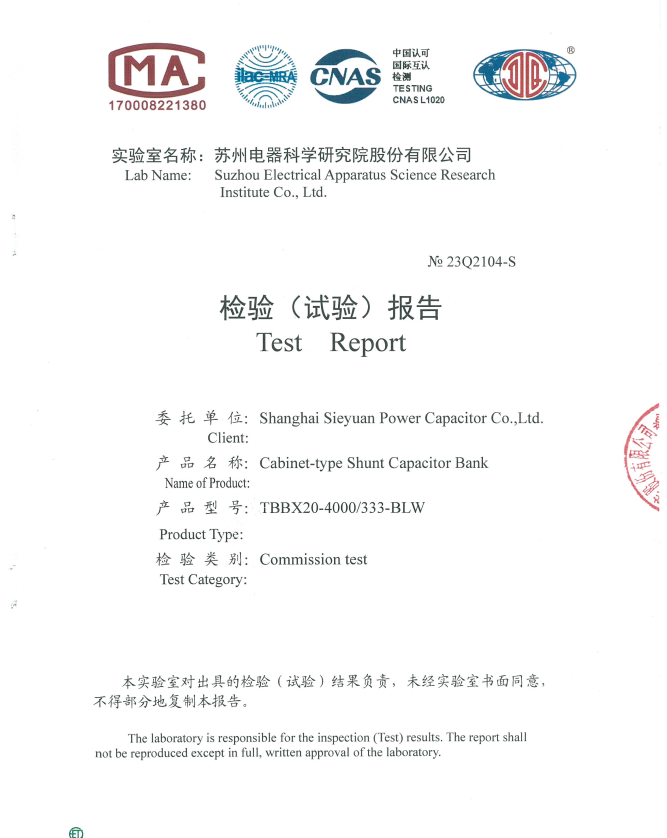 MA
170008221380
ilac-MRA
CNAS
中国认可
国际互认
检测
TESTING
CNAS L1020
®
实验室名称：苏州电器科学研究院股份有限公司
Lab Name: Suzhou Electrical Apparatus Science Research
Institute Co., Ltd.
№ 23Q2104-S
检验（试验）报告
Test Report
委托单位: Shanghai Sieyuan Power Capacitor Co.,Ltd.
Client:
产品名称: Cabinet-type Shunt Capacitor Bank
Name of Product:
产品型号: TBBX20-4000/333-BLW
Product Type:
检验类别: Commission test
Test Category:
股份有限公司
本实验室对出具的检验（试验）结果负责，未经实验室书面同意，
不得部分地复制本报告。
The laboratory is responsible for the inspection (Test) results. The report shall
not be reproduced except in full, written approval of the laboratory.